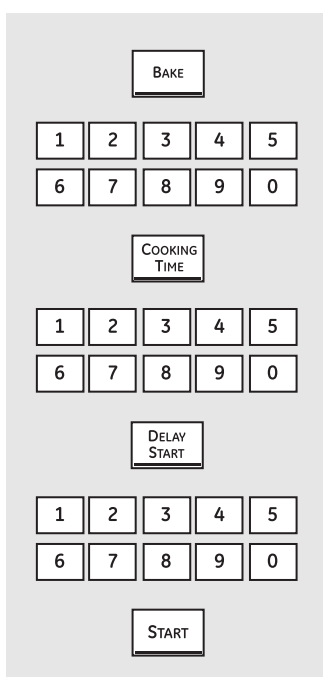 BAKE
1 2 3 4 5
6 7 8 9 0
COOKING
TIME
1 2 3 4 5
6 7 8 9 0
DELAY
START
1 2 3 4 5
6 7 8 9 0
START